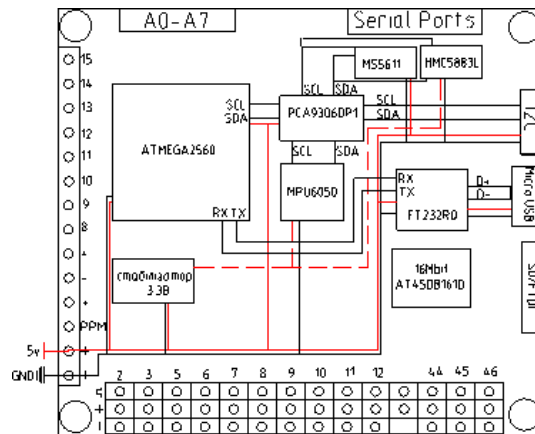 A0-A7
Serial Ports
15
14
13
12
11
10
9
8
+
-
+
PPM
+
5v
GND
ATMEGA2560
SCL
SDA
RX TX
SCL
SDA
PCA9306DP1
SCL
SDA
MS5611
HMC5883L
SCL
SDA
I2C
MPU6050
RX
TX
FT232RQ
D+
D-
Micro USB
стабилизатор
3.3В
16Mbit
AT45DB161D
2 3 4 5 6 7 8 9 10 11 12 44 45 46
+
-